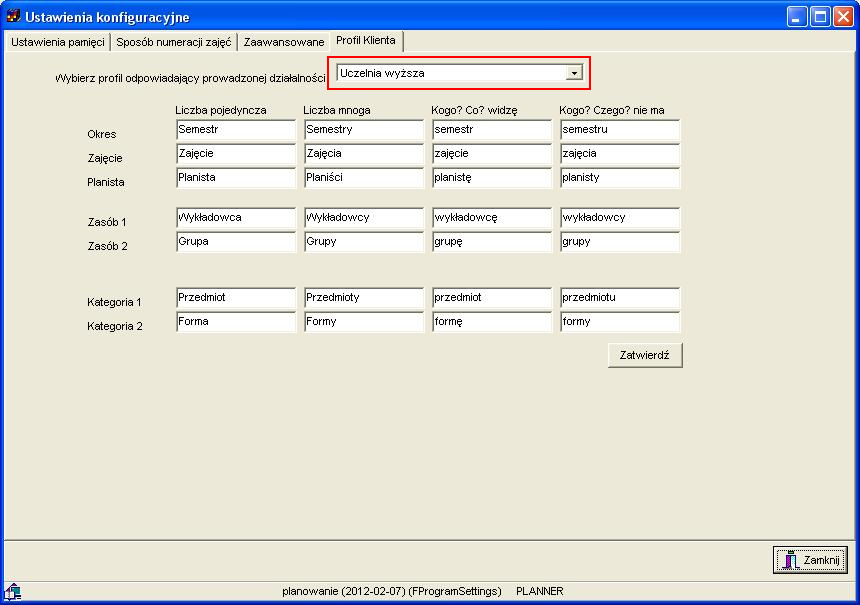 Ustawienia konfiguracyjne
Ustawienia pamięci Sposób numeracji zajęć Zaawansowane Profil Klienta
Wybierz profil odpowiadający prowadzonej działalności Uczelnia wyższa
Liczba pojedyncza Liczba mnoga Kogo? Co? widzę Kogo? Czego? nie ma
Okres Semestr Semestry semestr semestru
Zajęcie Zajęcie Zajęcia zajęcie zajęcia
Planista Planista Planiści planistę planisty
Zasób 1 Wykładowca Wykładowcy wykładowcę wykładowcy
Zasób 2 Grupa Grupy grupę grupy
Kategoria 1 Przedmiot Przedmioty przedmiot przedmiotu
Kategoria 2 Forma Formy formę formy
Zatwierdź
Zamknij
planowanie (2012-02-07) (FProgramSettings) PLANNER